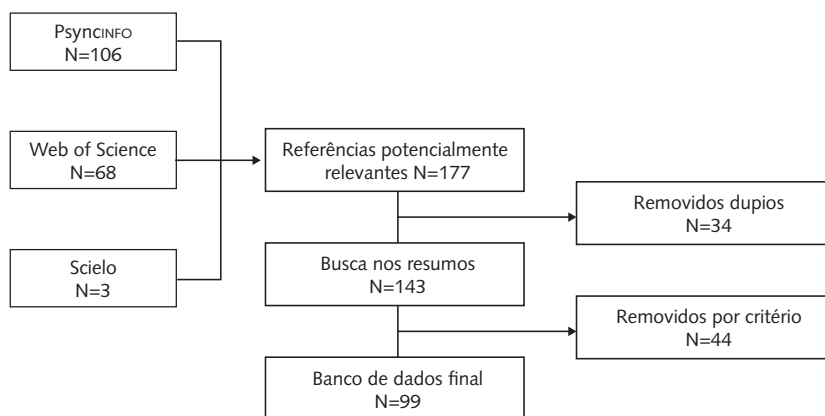 PsycINFO
N=106
Web of Science
N=68
Scielo
N=3
Referências potencialmente
relevantes N=177
Removidos dupios
N=34
Busca nos resumos
N=143
Removidos por critério
N=44
Banco de dados final
N=99